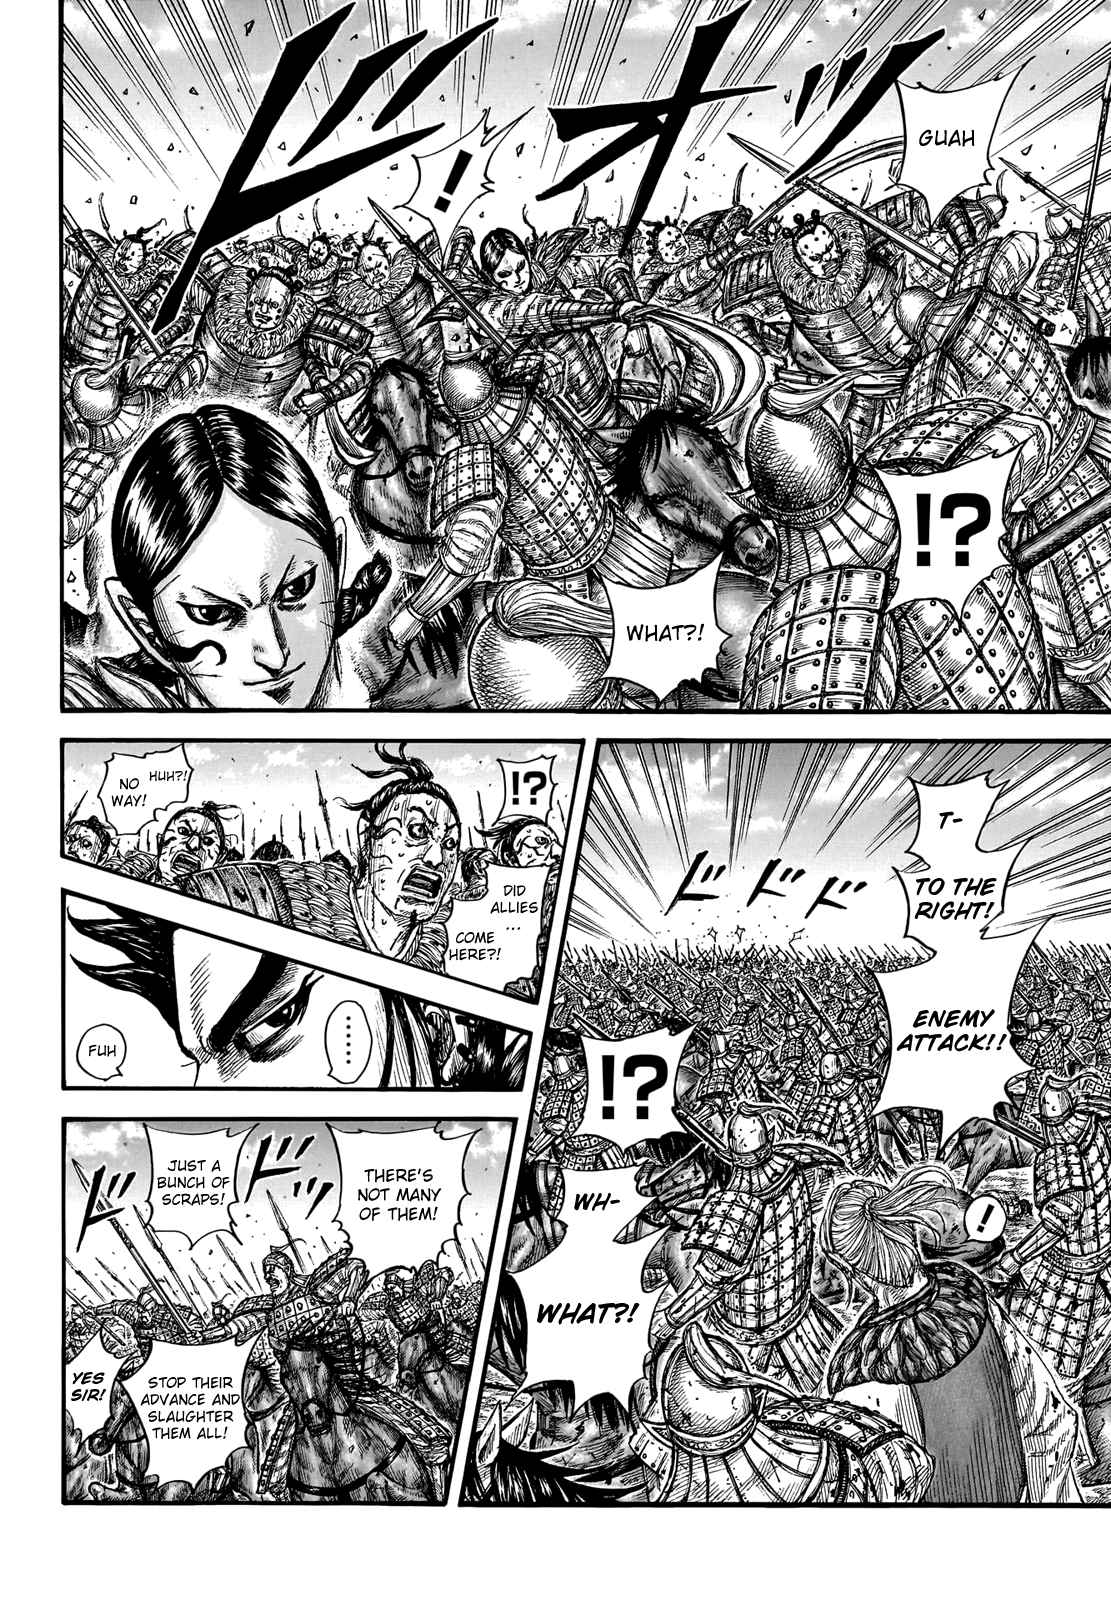 ドオッ
GUAH
!
!?
WHAT?!
T-
TO THE
RIGHT!
ENEMY
ATTACK!!
ドドド
!?
!
WH-
WHAT?!
!?
HUH?!
NO
WAY!
DID
ALLIES
...
COME
HERE?!
......
FUH
THERE'S
NOT MANY
OF THEM!
JUST A
BUNCH OF
SCRAPS!
ドドッ
STOP THEIR
ADVANCE AND
SLAUGHTER
THEM ALL!
YES
SIR!